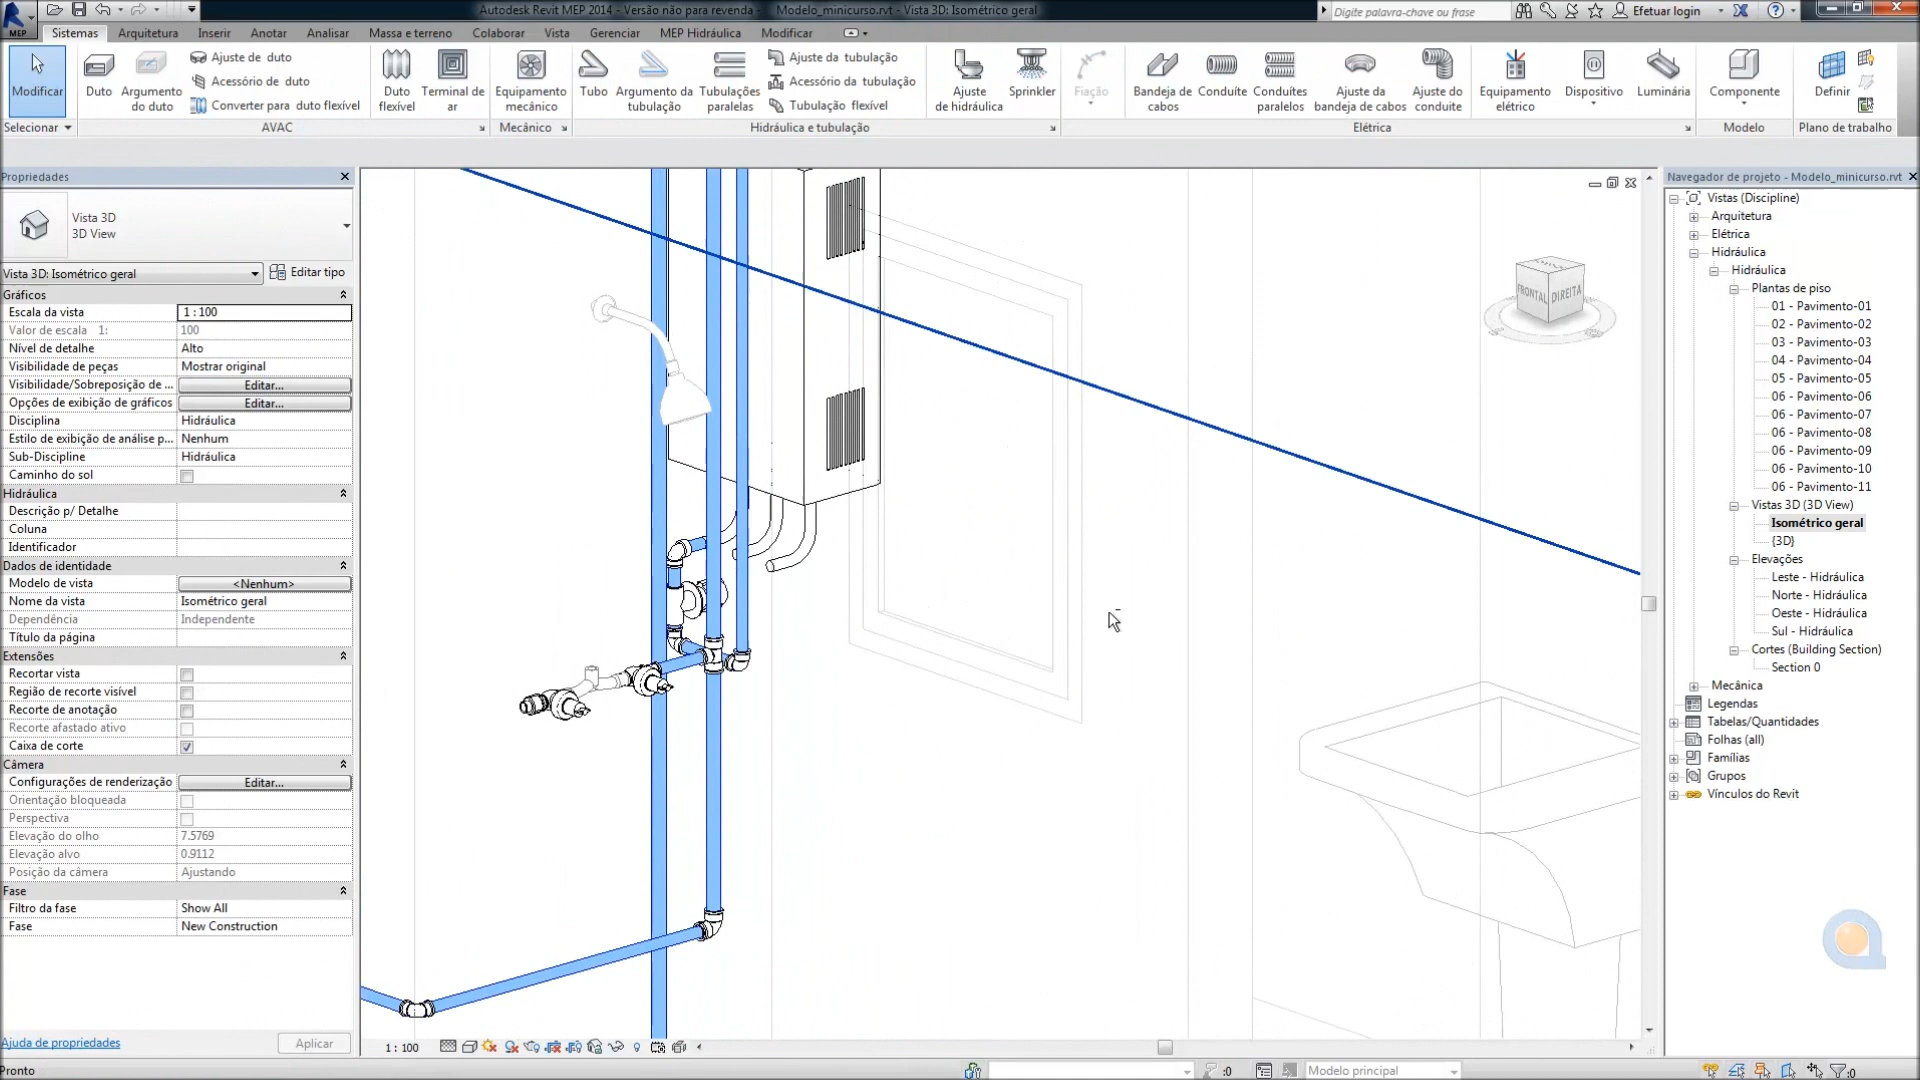 Autodesk Revit MEP 2014 - Versão não para revenda - Modelo_minicurso.rvt - Vista 3D: Isométrico geral
Digite palavra-chave ou frase
Efetuar login
MEP
Sistemas Arquitetura Inserir Anotar Analisar Massa e terreno Colaborar Vista Gerenciar MEP Hidráulica Modificar
Modificar
Duto
Argumento do duto
Ajuste de duto
Acessório de duto
Converter para duto flexível
Duto flexível
Terminal de ar
Equipamento mecânico
Tubo
Argumento da tubulação
Tubulações paralelas
Ajuste da tubulação
Acessório da tubulação
Tubulação flexível
Ajuste de hidráulica
Sprinkler
Fiação
Bandeja de cabos
Conduíte
Conduítes paralelos
Ajuste da bandeja de cabos
Ajuste do conduite
Equipamento elétrico
Dispositivo
Luminária
Componente
Definir
Selecionar AVAC Mecânico Hidráulica e tubulação Elétrica Modelo Plano de trabalho
Propriedades
Vista 3D
3D View
Vista 3D: Isométrico geral Editar tipo
Gráficos
Escala da vista 1 : 100
Valor de escala 1: 100
Nível de detalhe Alto
Visibilidade de peças Mostrar original
Visibilidade/Sobreposição de ... Editar...
Opções de exibição de gráficos Editar...
Disciplina Hidráulica
Estilo de exibição de análise p... Nenhum
Sub-Discipline Hidráulica
Caminho do sol
Hidráulica
Descrição p/ Detalhe
Coluna
Identificador
Dados de identidade
Modelo de vista <Nenhum>
Nome da vista Isométrico geral
Dependência Independente
Título da página
Extensões
Recortar vista
Região de recorte visível
Recorte de anotação
Recorte afastado ativo
Caixa de corte
Câmera
Configurações de renderização Editar...
Orientação bloqueada
Perspectiva
Elevação do olho 7.5769
Elevação alvo 0.9112
Posição da câmera Ajustando
Fase
Filtro da fase Show All
Fase New Construction
Ajuda de propriedades Aplicar
FRONTAL DIREITA
1 : 100
Navegador de projeto - Modelo_minicurso.rvt
Vistas (Discipline)
Arquitetura
Elétrica
Hidráulica
Hidráulica
Plantas de piso
01 - Pavimento-01
02 - Pavimento-02
03 - Pavimento-03
04 - Pavimento-04
05 - Pavimento-05
06 - Pavimento-06
06 - Pavimento-07
06 - Pavimento-08
06 - Pavimento-09
06 - Pavimento-10
06 - Pavimento-11
Vistas 3D (3D View)
Isométrico geral
{3D}
Elevações
Leste - Hidráulica
Norte - Hidráulica
Oeste - Hidráulica
Sul - Hidráulica
Cortes (Building Section)
Section 0
Mecânica
Legendas
Tabelas/Quantidades
Folhas (all)
Famílias
Grupos
Vínculos do Revit
Pronto
:0
Modelo principal
:0